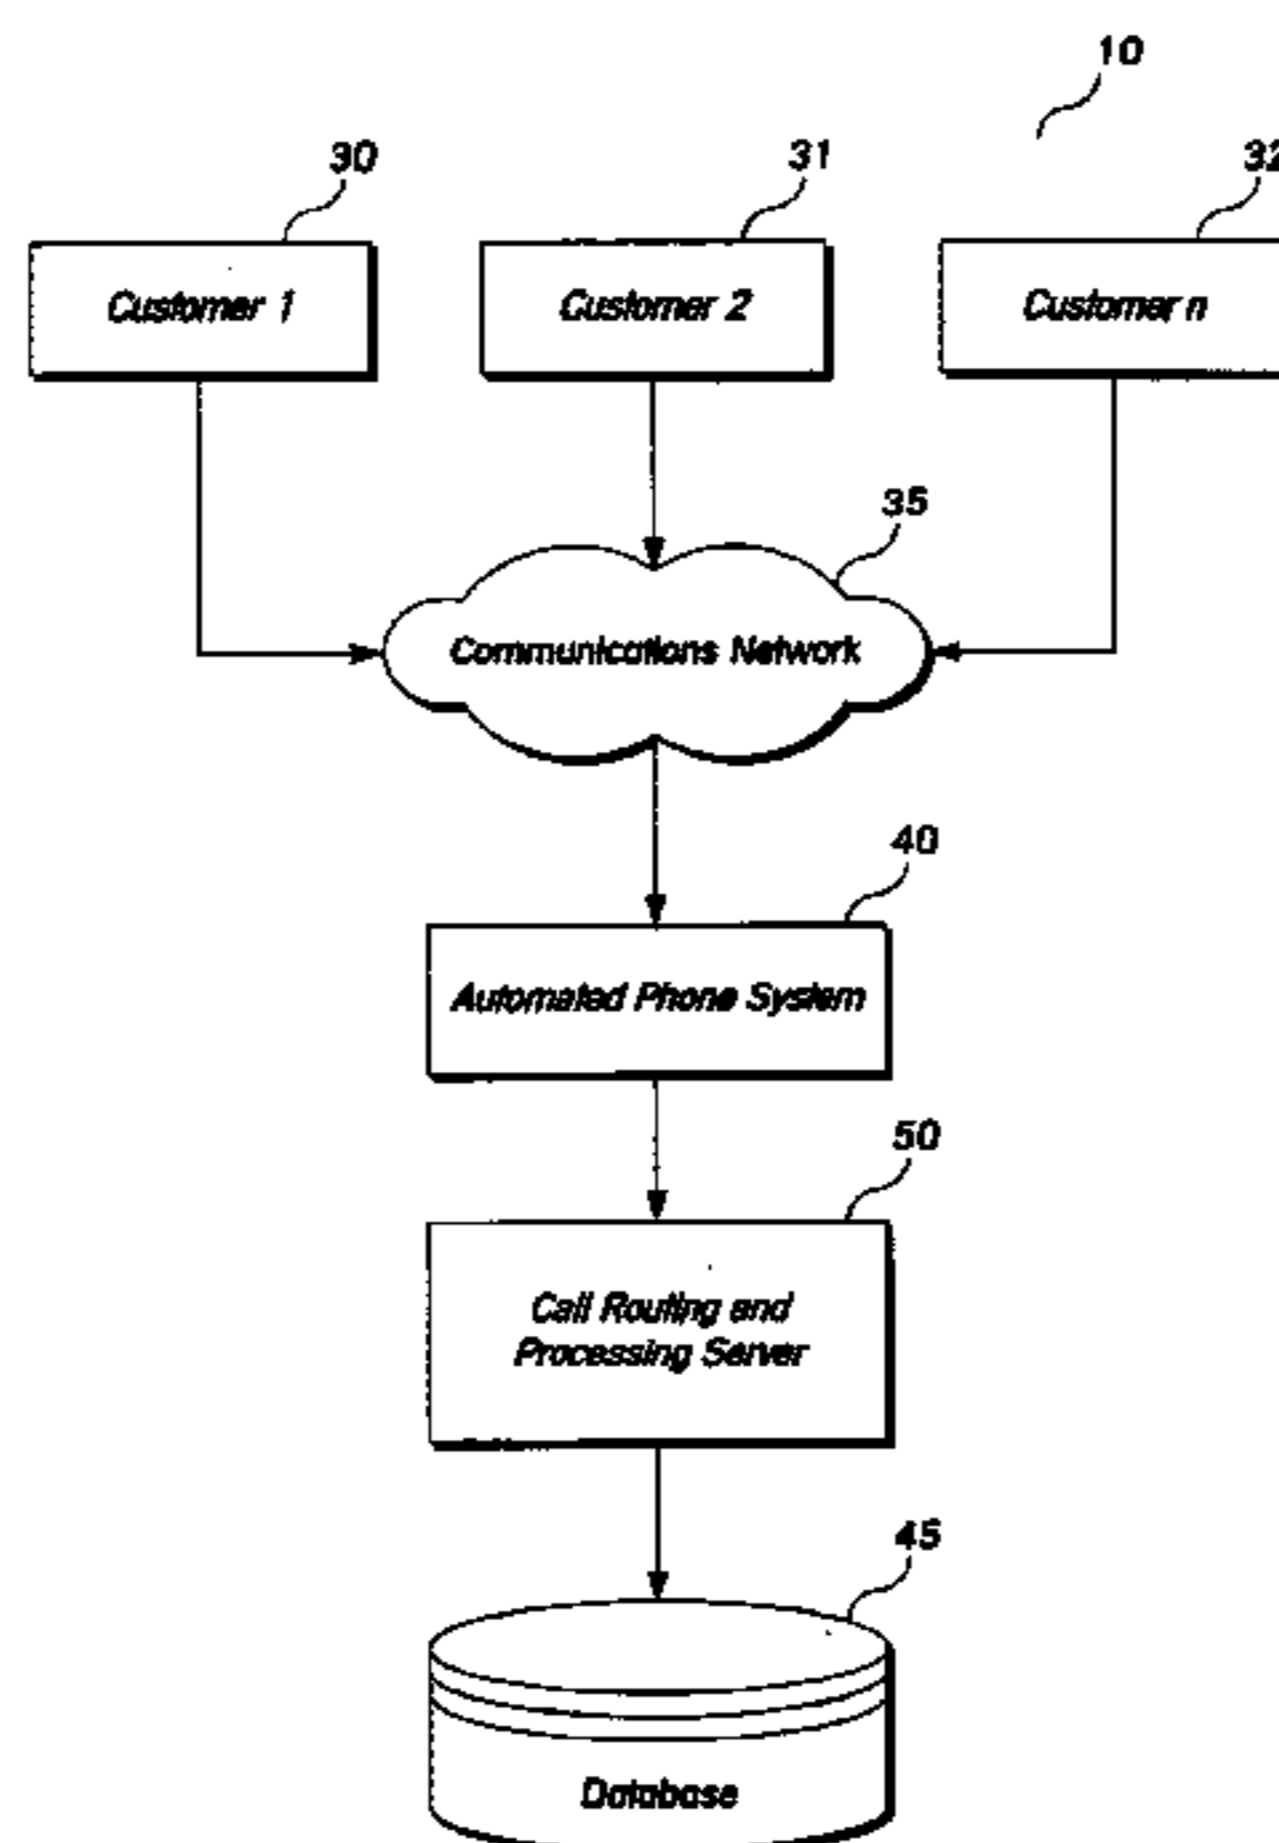 10
30
31
32
Customer 1
Customer 2
Customer n
35
Communications Network
40
Automated Phone System
50
Call Routing and
Processing Server
45
Database